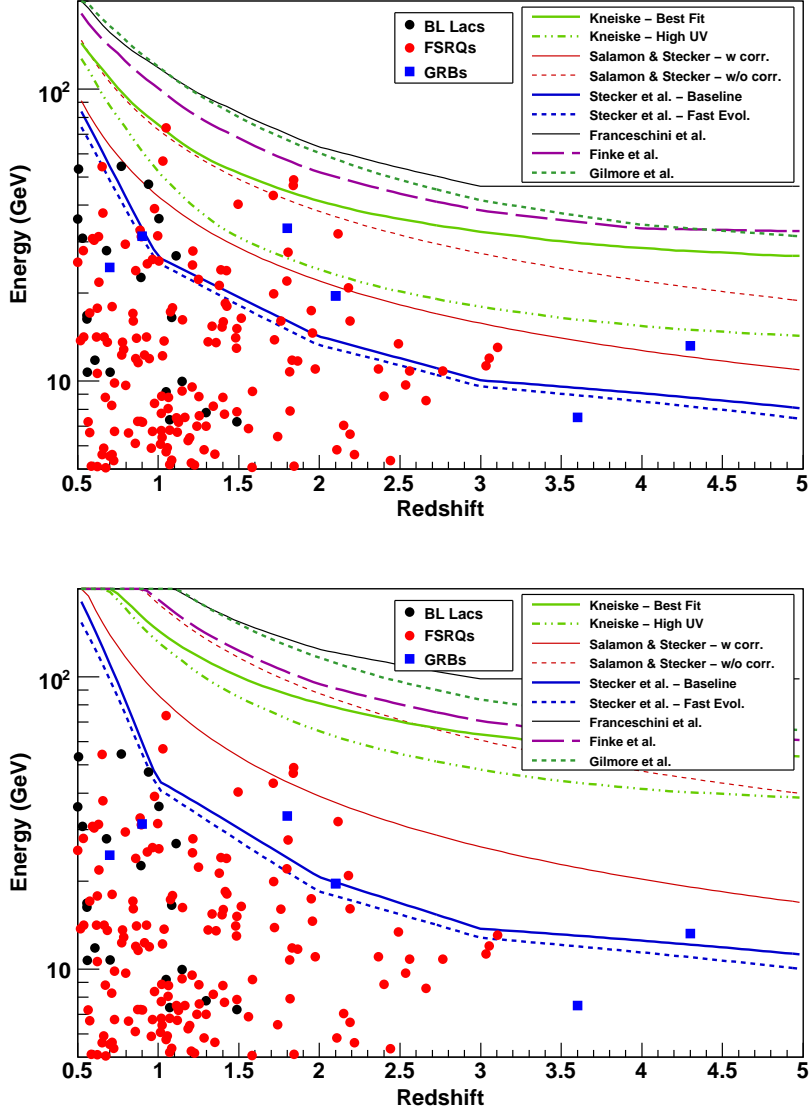 Energy (GeV)
10²
10
BL Lacs
FSRQs
GRBs
Kneiske – Best Fit
Kneiske – High UV
Salamon & Stecker – w corr.
Salamon & Stecker – w/o corr.
Stecker et al. – Baseline
Stecker et al. – Fast Evol.
Franceschini et al.
Finke et al.
Gilmore et al.
0.5 1 1.5 2 2.5 3 3.5 4 4.5 5
Redshift
Energy (GeV)
10²
10
BL Lacs
FSRQs
GRBs
Kneiske – Best Fit
Kneiske – High UV
Salamon & Stecker – w corr.
Salamon & Stecker – w/o corr.
Stecker et al. – Baseline
Stecker et al. – Fast Evol.
Franceschini et al.
Finke et al.
Gilmore et al.
0.5 1 1.5 2 2.5 3 3.5 4 4.5 5
Redshift